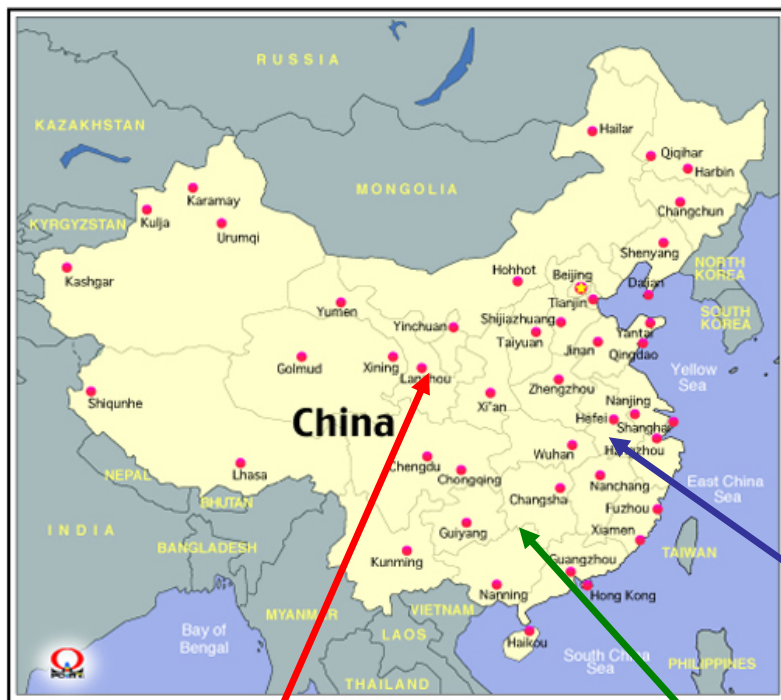 RUSSIA
KAZAKHSTAN
Hailar
Qiqihar
Harbin
MONGOLIA
Karamay
Kulja
Urumqi
Changchun
KYRGYZSTAN
Shenyang
NORTH
KOREA
Kashgar
Hohhot
Beijing
Dalian
Tianjin
Yumen
Yinchuan
Shijiazhuang
Taiyuan
Yantai
SOUTH
KOREA
Golmud
Xining
Lanzhou
Jinan
Qingdao
Yellow
Sea
Shiqunhe
Zhengzhou
Xi'an
Nanjing
China
Hefei
Shanghai
Hangzhou
Lhasa
Chengdu
Chongqing
Wuhan
NEPAL
Nanchang
East China
Sea
Changsha
BHUTAN
Fuzhou
INDIA
Guiyang
Xiamen
BANGLADESH
Kunming
TAIWAN
Guangzhou
Nanning
Hong Kong
MYANMAR
VIETNAM
Bay of
Bengal
LAOS
Haikou
South China
Sea
PHILIPPINES
THAILAND